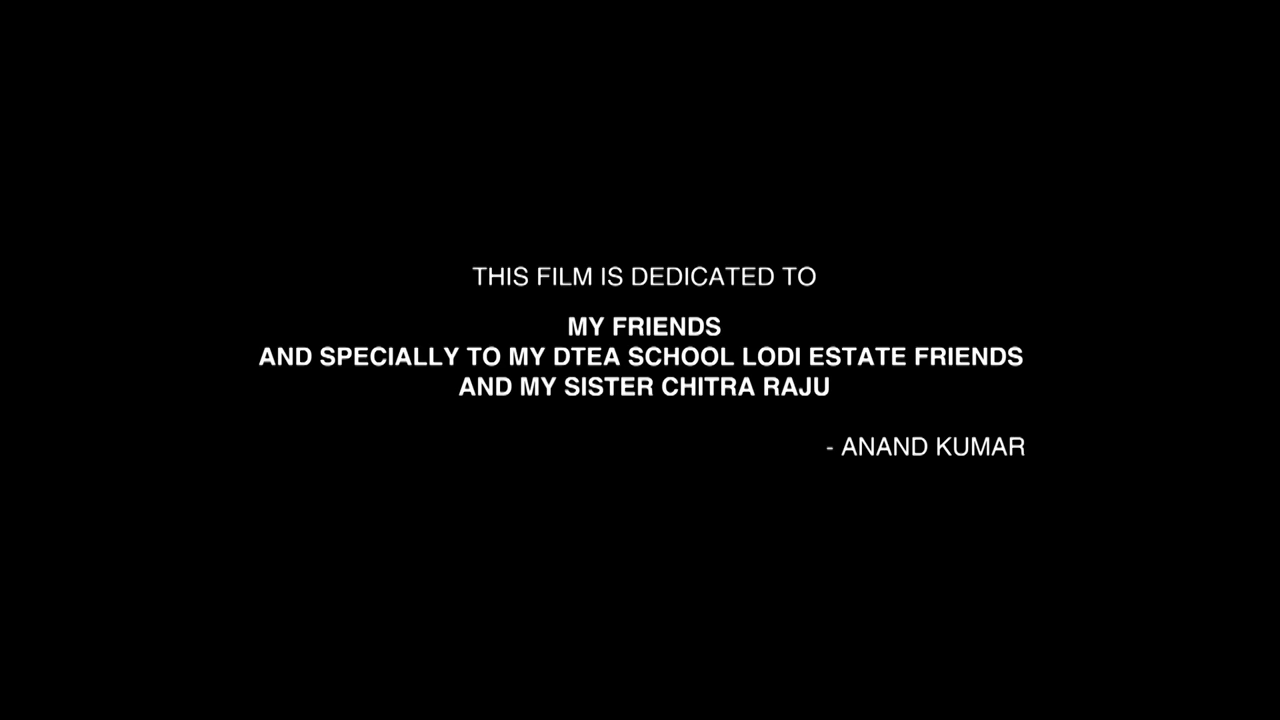 THIS FILM IS DEDICATED TO
MY FRIENDS
AND SPECIALLY TO MY DTEA SCHOOL LODI ESTATE FRIENDS
AND MY SISTER CHITRA RAJU
- ANAND KUMAR